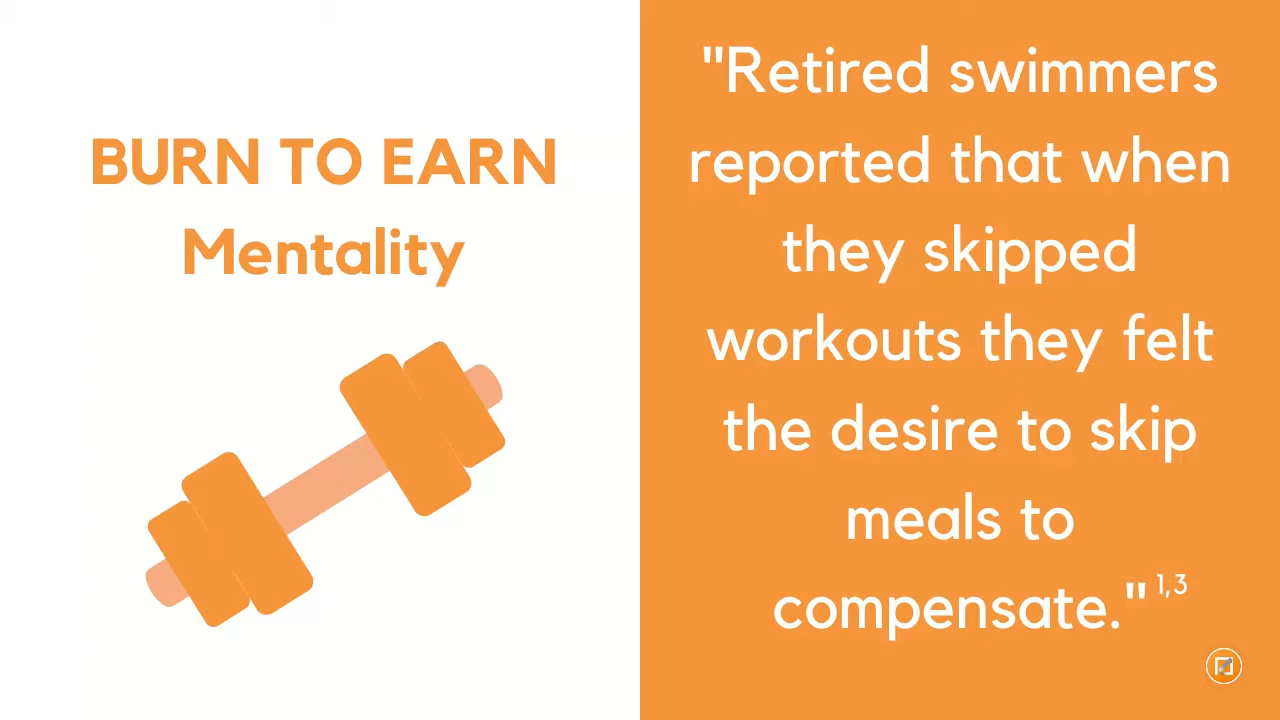 BURN TO EARN
Mentality
"Retired swimmers
reported that when
they skipped
workouts they felt
the desire to skip
meals to
compensate." 1,3